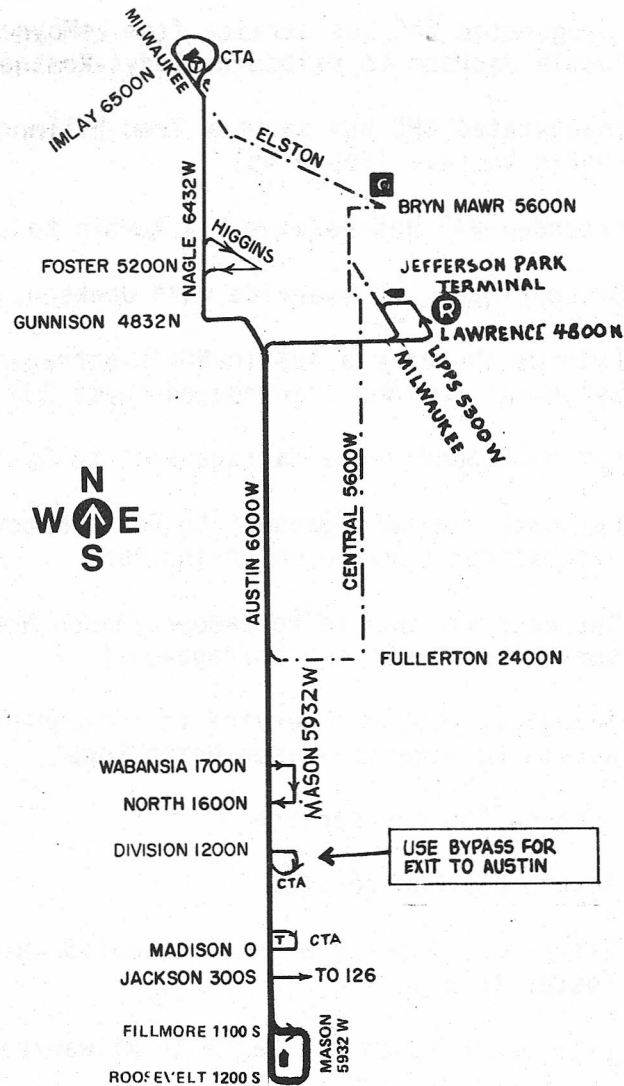 MILWAUKEE
CTA
T
IMLAY 6500N
ELSTON
BRYN MAWR 5600N
NAGLE 6432W
HIGGINS
FOSTER 5200N
JEFFERSON PARK
TERMINAL
R
GUNNISON 4832N
LAWRENCE 4800N
LIPPS 5300W
MILWAUKEE
N
W E
S
AUSTIN 6000W
CENTRAL 5600W
FULLERTON 2400N
MASON 5932W
WABANSIA 1700N
NORTH 1600N
DIVISION 1200N
USE BYPASS FOR
EXIT TO AUSTIN
CTA
T
CTA
MADISON 0
JACKSON 300S
TO 126
FILLMORE 1100 S
MASON
5932 W
ROOSEVELT 1200 S